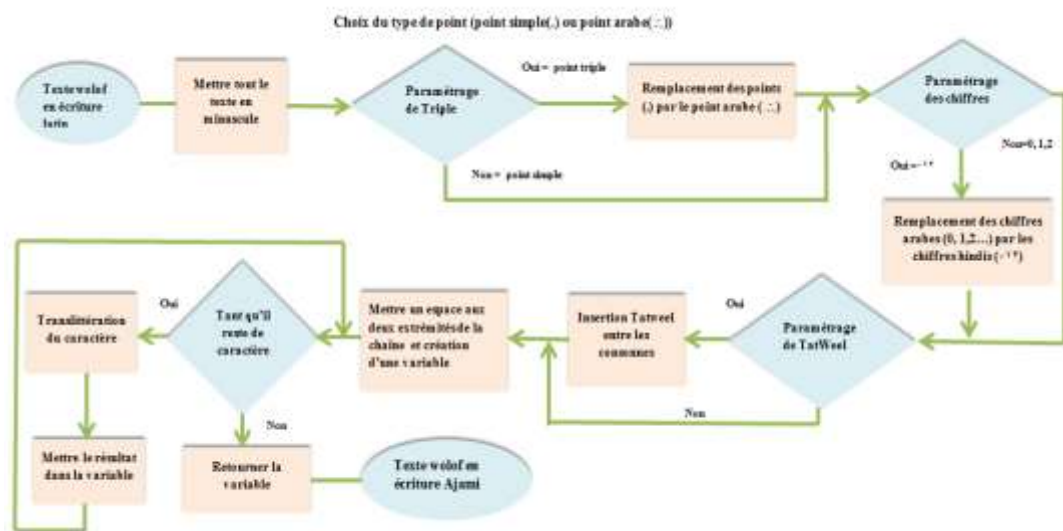 Choix du type de point (point simple(.) ou point arabe(∴))
Texte wolof
en écriture
latin
Mettre tout le
texte en
minuscule
Paramétrage
de Triple
Oui = point triple
Non = point simple
Remplacement des points
(.) par le point arabe ( ∴)
Paramétrage
des chiffres
Non=0, 1,2
Oui =٠١٢
Remplacement des chiffres
arabes (0, 1,2...) par les
chiffres hindis (٠١٢)
Paramétrage
de TatWeel
Oui
Non
Insertion Tatweel
entre les
consonnes
Mettre un espace aux
deux extrémités de la
chaîne et création
d'une variable
Tant qu'il
reste de
caractère
Oui
Non
Translittération
du caractère
Mettre le résultat
dans la variable
Retourner la
variable
Texte wolof en
écriture Ajami